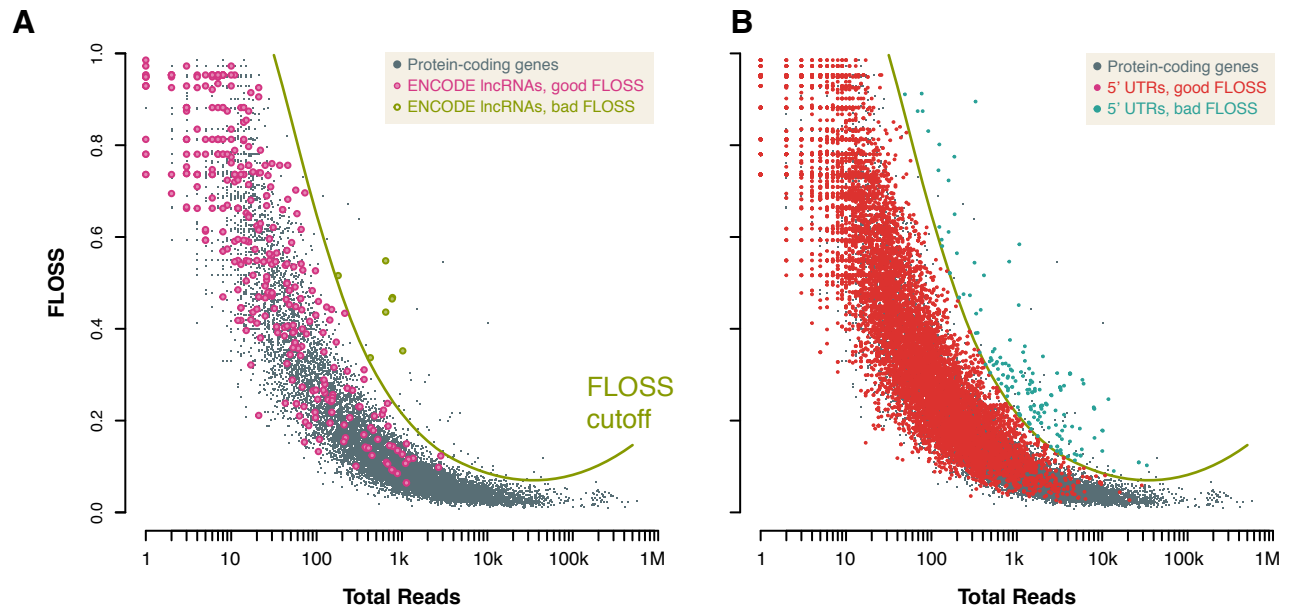 A
B
Protein-coding genes
ENCODE lncRNAs, good FLOSS
ENCODE lncRNAs, bad FLOSS
Protein-coding genes
5' UTRs, good FLOSS
5' UTRs, bad FLOSS
1.0
0.8
0.6
0.4
0.2
0.0
FLOSS
FLOSS
cutoff
1 10 100 1k 10k 100k 1M
1 10 100 1k 10k 100k 1M
Total Reads
Total Reads